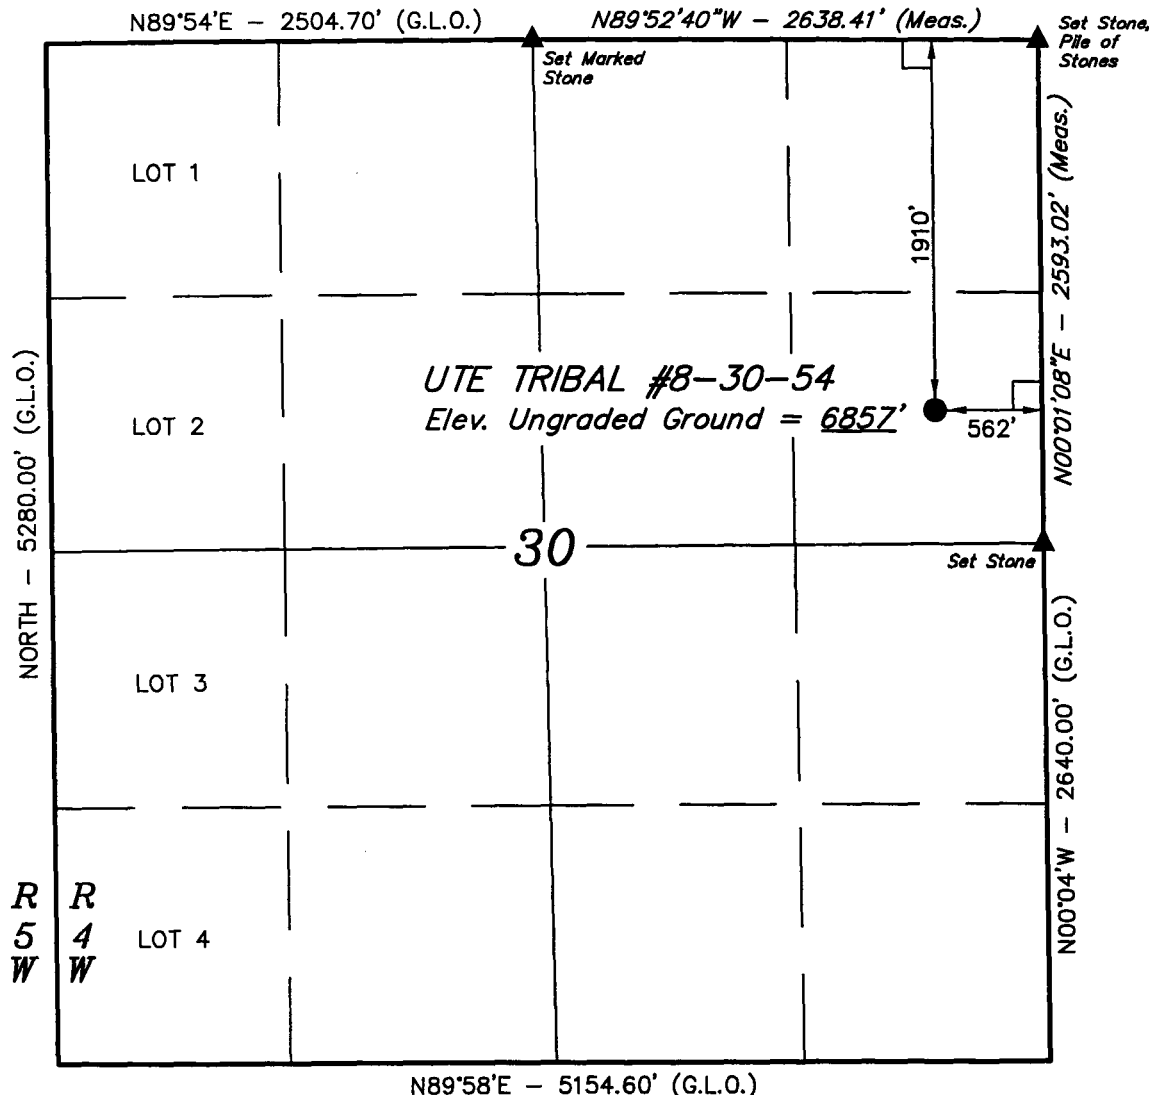 N89°54'E - 2504.70' (G.L.O.)
N89°52'40"W - 2638.41' (Meas.)
Set Stone,
Pile of
Stones
Set Marked
Stone
LOT 1
1910'
N00°01'08"E - 2593.02' (Meas.)
UTE TRIBAL #8-30-54
Elev. Ungraded Ground = 6857'
562'
LOT 2
NORTH - 5280.00' (G.L.O.)
30
Set Stone
LOT 3
N00°04'W - 2640.00' (G.L.O.)
R R
5 4
W W
LOT 4
N89°58'E - 5154.60' (G.L.O.)